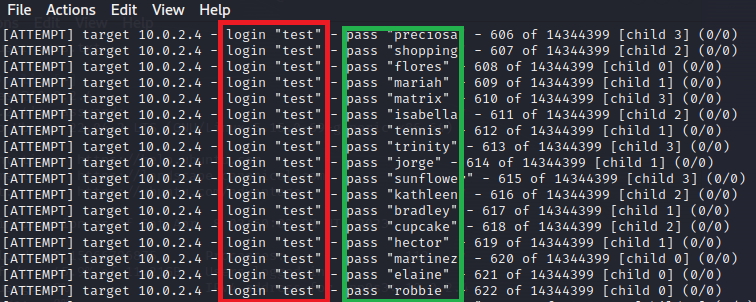 File Actions Edit View Help
[ATTEMPT] target 10.0.2.4 - login "test" - pass "preciosa - 606 of 14344399 [child 3] (0/0)
[ATTEMPT] target 10.0.2.4 - login "test" - pass "shopping - 607 of 14344399 [child 2] (0/0)
[ATTEMPT] target 10.0.2.4 - login "test" - pass "flores" - 608 of 14344399 [child 0] (0/0)
[ATTEMPT] target 10.0.2.4 - login "test" - pass "mariah" - 609 of 14344399 [child 1] (0/0)
[ATTEMPT] target 10.0.2.4 - login "test" - pass "matrix" - 610 of 14344399 [child 3] (0/0)
[ATTEMPT] target 10.0.2.4 - login "test" - pass "isabella - 611 of 14344399 [child 2] (0/0)
[ATTEMPT] target 10.0.2.4 - login "test" - pass "tennis" - 612 of 14344399 [child 1] (0/0)
[ATTEMPT] target 10.0.2.4 - login "test" - pass "trinity" - 613 of 14344399 [child 3] (0/0)
[ATTEMPT] target 10.0.2.4 - login "test" - pass "jorge" - 614 of 14344399 [child 1] (0/0)
[ATTEMPT] target 10.0.2.4 - login "test" - pass "sunflower" - 615 of 14344399 [child 3] (0/0)
[ATTEMPT] target 10.0.2.4 - login "test" - pass "kathleen - 616 of 14344399 [child 2] (0/0)
[ATTEMPT] target 10.0.2.4 - login "test" - pass "bradley" - 617 of 14344399 [child 1] (0/0)
[ATTEMPT] target 10.0.2.4 - login "test" - pass "cupcake" - 618 of 14344399 [child 2] (0/0)
[ATTEMPT] target 10.0.2.4 - login "test" - pass "hector" - 619 of 14344399 [child 1] (0/0)
[ATTEMPT] target 10.0.2.4 - login "test" - pass "martinez - 620 of 14344399 [child 0] (0/0)
[ATTEMPT] target 10.0.2.4 - login "test" - pass "elaine" - 621 of 14344399 [child 0] (0/0)
[ATTEMPT] target 10.0.2.4 - login "test" - pass "robbie" - 622 of 14344399 [child 0] (0/0)